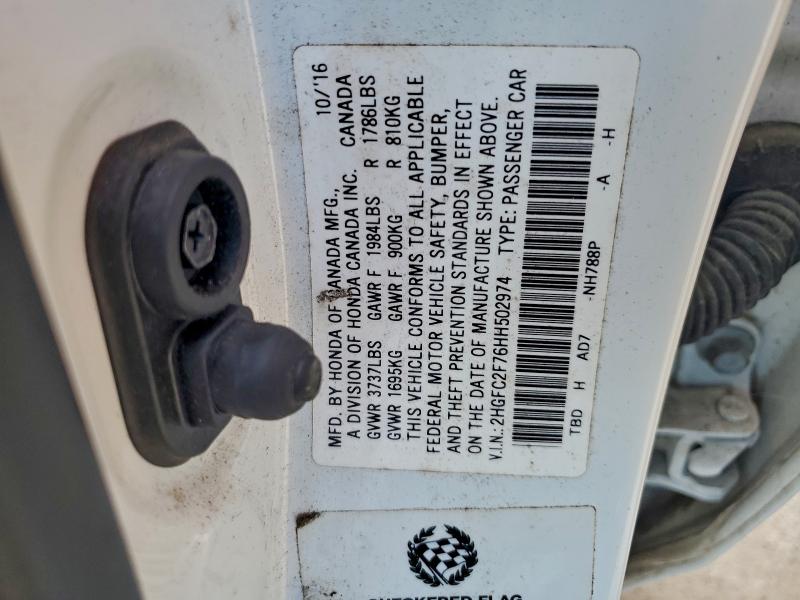 MFD. BY HONDA OF CANADA MFG., 10/'16
A DIVISION OF HONDA CANADA INC. CANADA
GVWR 3737LBS GAWR F 1984LBS R 1786LBS
GVWR 1695KG GAWR F 900KG R 810KG
THIS VEHICLE CONFORMS TO ALL APPLICABLE
FEDERAL MOTOR VEHICLE SAFETY, BUMPER,
AND THEFT PREVENTION STANDARDS IN EFFECT
ON THE DATE OF MANUFACTURE SHOWN ABOVE.
V.I.N.:2HGFC2F76HH502974 TYPE: PASSENGER CAR
TBD H AD7 -NH788P -A -H
CHECKERED FLAG